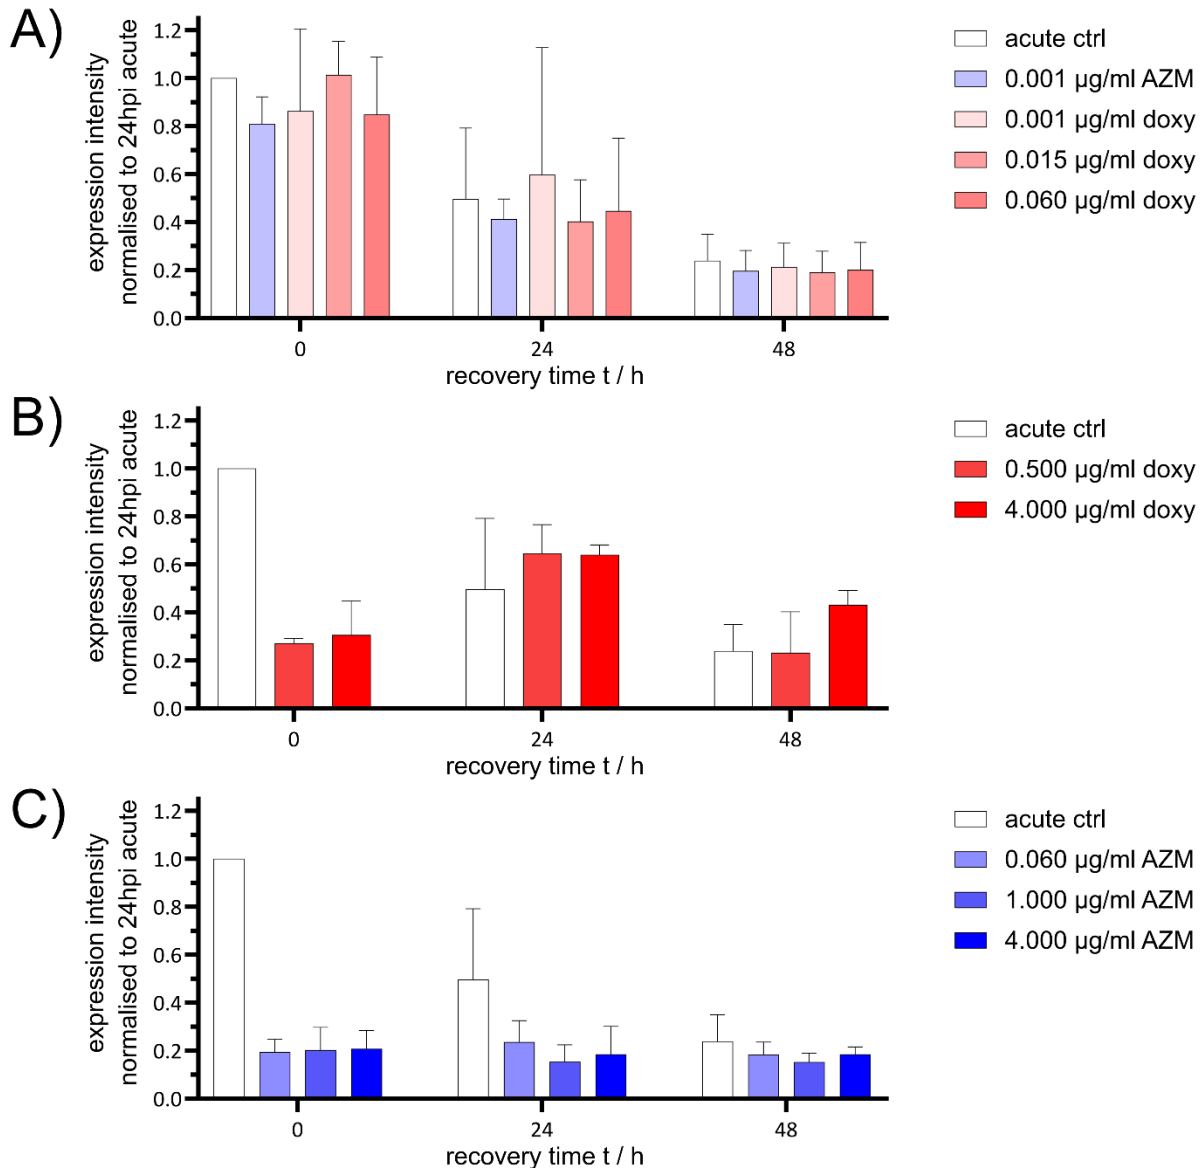 A)
expression intensity
normalised to 24hpi acute
1.2
1.0
0.8
0.6
0.4
0.2
0.0
0
24
48
recovery time t / h
acute ctrl
0.001 µg/ml AZM
0.001 µg/ml doxy
0.015 µg/ml doxy
0.060 µg/ml doxy
B)
expression intensity
normalised to 24hpi acute
1.2
1.0
0.8
0.6
0.4
0.2
0.0
0
24
48
recovery time t / h
acute ctrl
0.500 µg/ml doxy
4.000 µg/ml doxy
C)
expression intensity
normalised to 24hpi acute
1.2
1.0
0.8
0.6
0.4
0.2
0.0
0
24
48
recovery time t / h
acute ctrl
0.060 µg/ml AZM
1.000 µg/ml AZM
4.000 µg/ml AZM